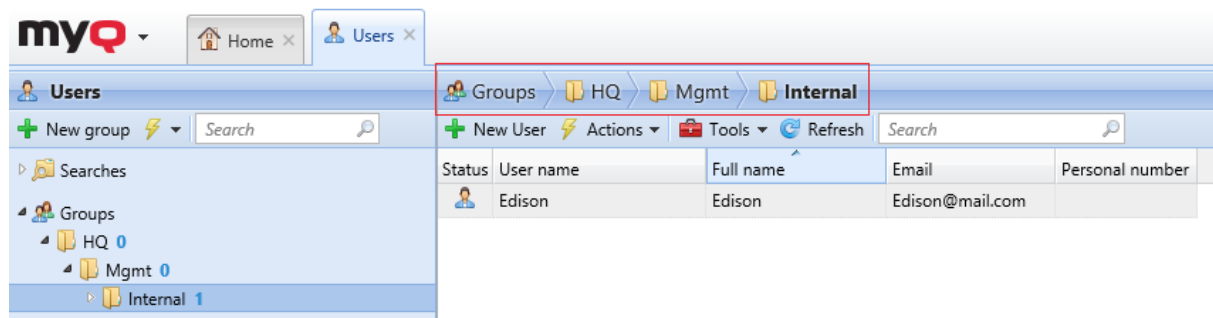 myQ
Home
Users
Users
Groups HQ Mgmt Internal
New group Search
New User Actions Tools Refresh Search
Searches
Status User name Full name Email Personal number
Edison Edison Edison@mail.com
Groups
HQ 0
Mgmt 0
Internal 1